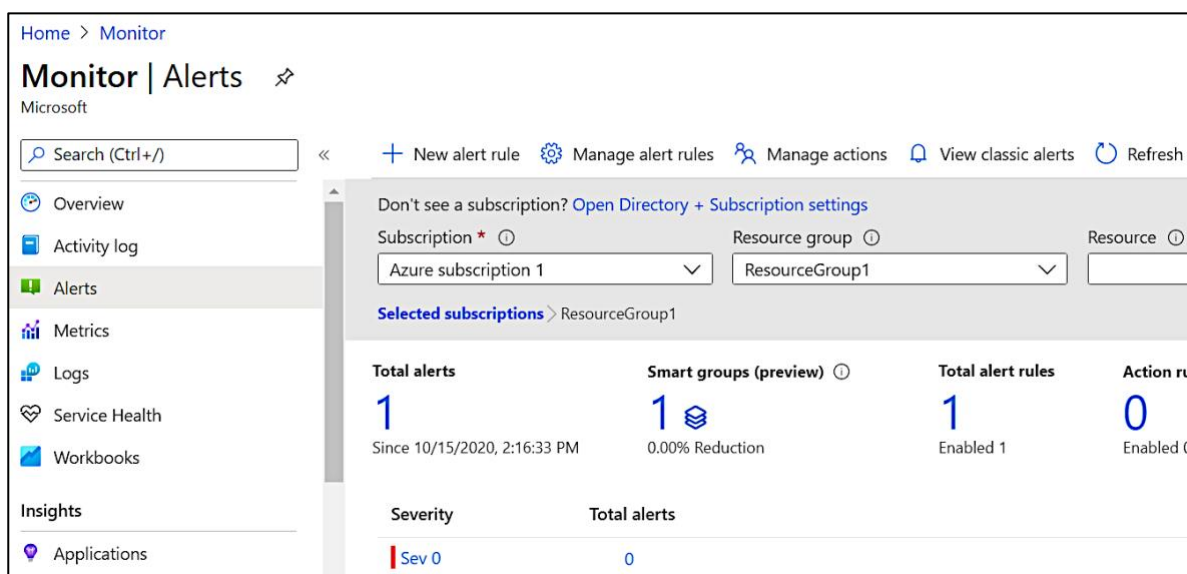 Home > Monitor
Monitor | Alerts
Microsoft
Search (Ctrl+/)
«
Overview
Activity log
Alerts
Metrics
Logs
Service Health
Workbooks
Insights
Applications
New alert rule Manage alert rules Manage actions View classic alerts Refresh
Don't see a subscription? Open Directory + Subscription settings
Subscription * Resource group Resource
Azure subscription 1 ResourceGroup1
Selected subscriptions > ResourceGroup1
Total alerts Smart groups (preview) Total alert rules Action ru
1 1 1 0
Since 10/15/2020, 2:16:33 PM 0.00% Reduction Enabled 1 Enabled
Severity Total alerts
Sev 0 0